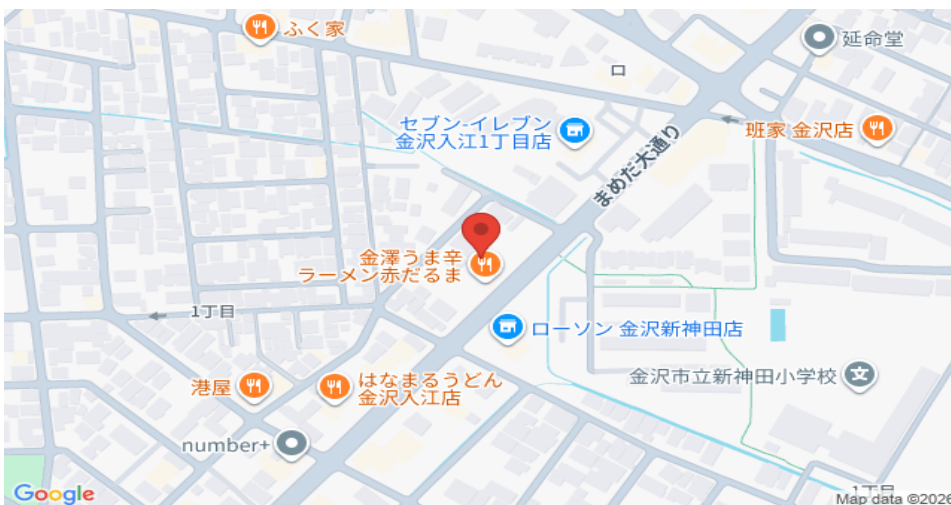 ふく家
延命堂
セブン-イレブン
金沢入江1丁目店
まめだ大通り
班家 金沢店
金澤うま辛
ラーメン赤だるま
1丁目
ローソン 金沢新神田店
金沢市立新神田小学校
文
港屋
はなまるうどん
金沢入江店
number+
1丁目
Google
Map data ©2026